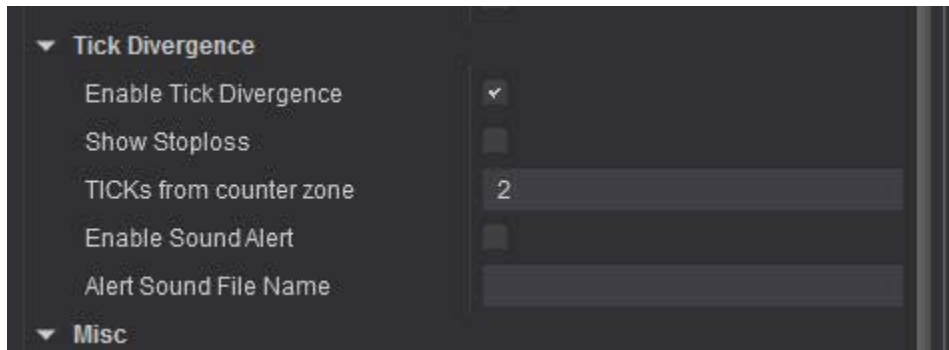 Tick Divergence
Enable Tick Divergence
Show Stoploss
TICKs from counter zone 2
Enable Sound Alert
Alert Sound File Name
Misc